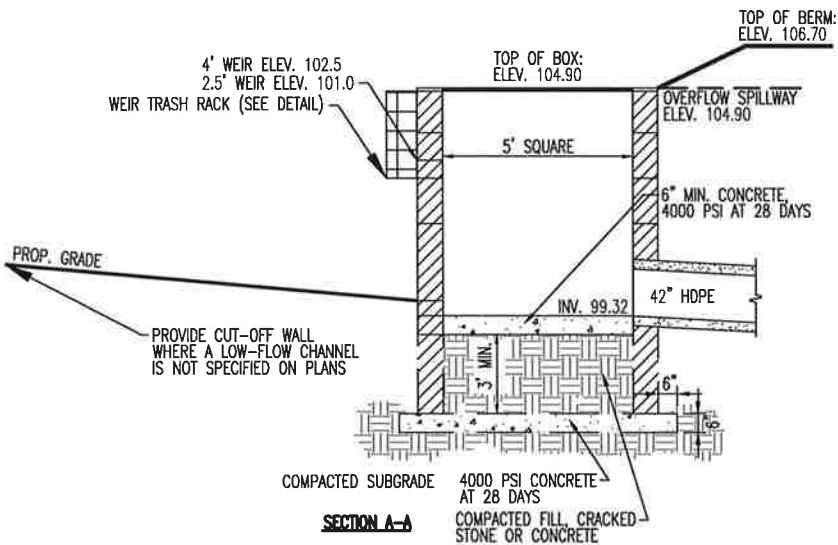 TOP OF BERM:
ELEV. 106.70
4' WEIR ELEV. 102.5
2.5' WEIR ELEV. 101.0
WEIR TRASH RACK (SEE DETAIL)
TOP OF BOX:
ELEV. 104.90
OVERFLOW SPILLWAY
ELEV. 104.90
5' SQUARE
6" MIN. CONCRETE,
4000 PSI AT 28 DAYS
PROP. GRADE
INV. 99.32
42" HDPE
PROVIDE CUT-OFF WALL
WHERE A LOW-FLOW CHANNEL
IS NOT SPECIFIED ON PLANS
3' MIN.
6"
6"
COMPACTED SUBGRADE
4000 PSI CONCRETE
AT 28 DAYS
COMPACTED FILL, CRACKED
STONE OR CONCRETE
SECTION A-A